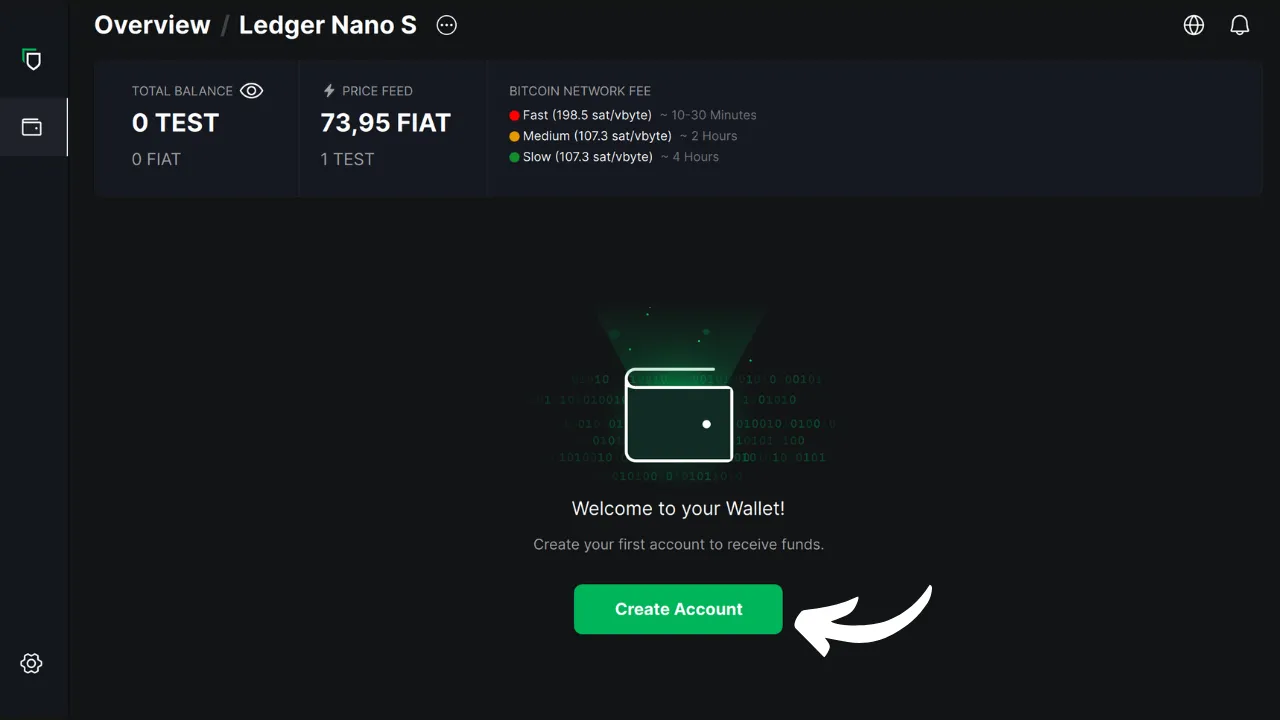 Overview / Ledger Nano S
TOTAL BALANCE
0 TEST
0 FIAT
PRICE FEED
73,95 FIAT
1 TEST
BITCOIN NETWORK FEE
Fast (198.5 sat/vbyte) ~ 10-30 Minutes
Medium (107.3 sat/vbyte) ~ 2 Hours
Slow (107.3 sat/vbyte) ~ 4 Hours
Welcome to your Wallet!
Create your first account to receive funds.
Create Account